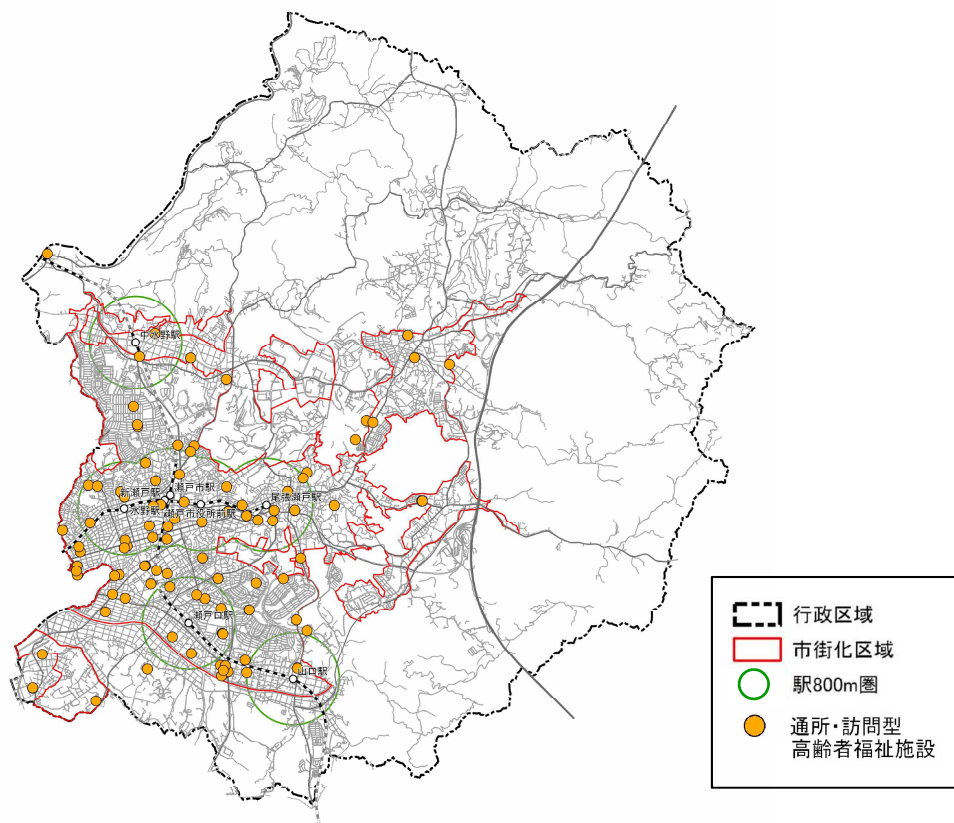 中水野駅
新瀬戸駅
瀬戸市駅
尾張瀬戸駅
水野駅
瀬戸市役所前駅
瀬戸口駅
山口駅
行政区域
市街化区域
駅800m圏
通所・訪問型
高齢者福祉施設